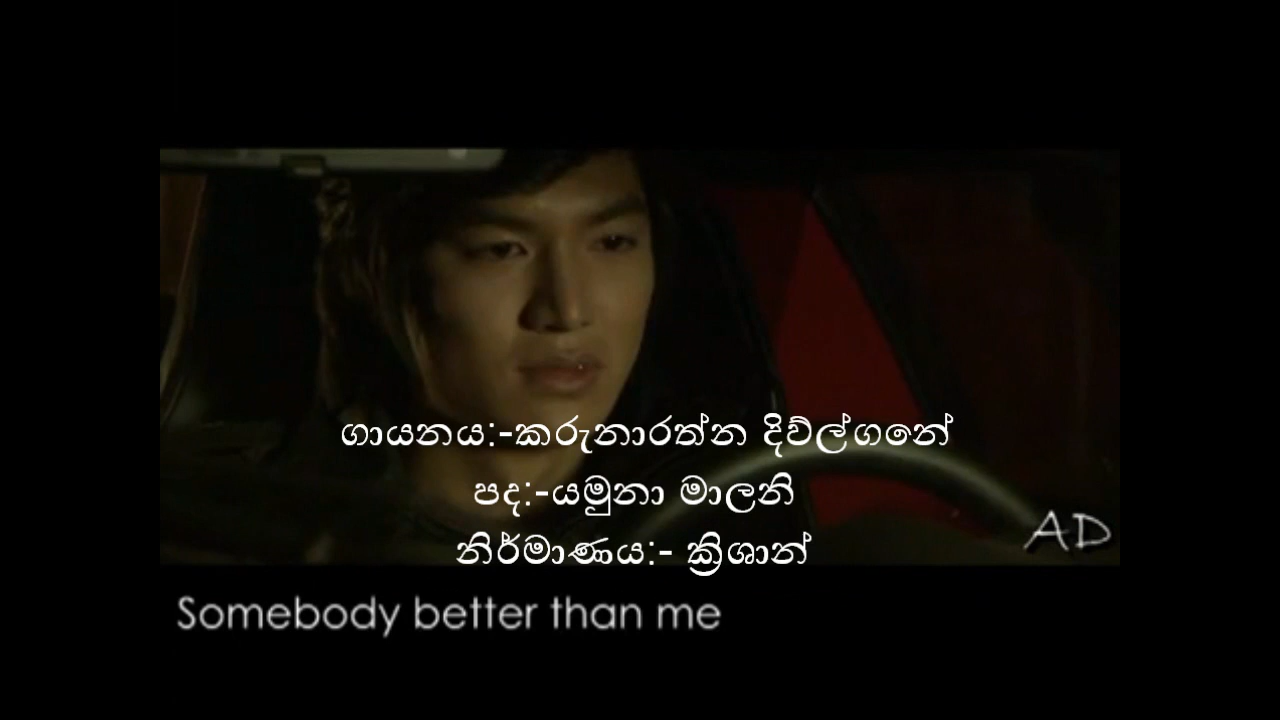 ගායනය:-කරුනාරත්න දිව්ල්ගනේ
පද:-යමුනා මාලනි
නිර්මාණය:- ක්‍රිශාන්
AD
Somebody better than me